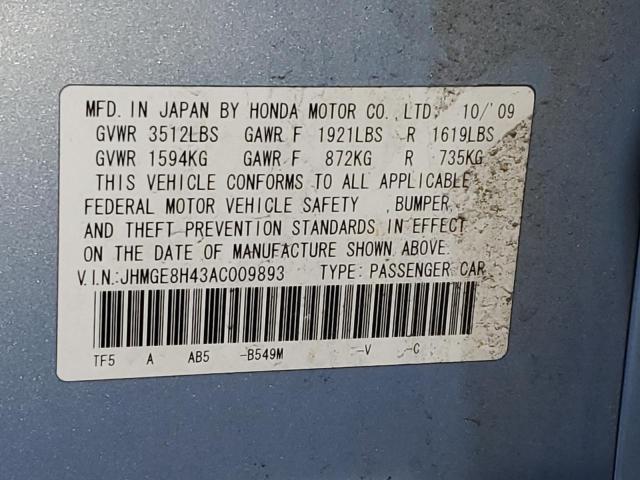 MFD. IN JAPAN BY HONDA MOTOR CO.,LTD. 10/'09
GVWR 3512LBS GAWR F 1921LBS R 1619LBS
GVWR 1594KG GAWR F 872KG R 735KG
THIS VEHICLE CONFORMS TO ALL APPLICABLE
FEDERAL MOTOR VEHICLE SAFETY ,BUMPER,
AND THEFT PREVENTION STANDARDS IN EFFECT
ON THE DATE OF MANUFACTURE SHOWN ABOVE.
V.I.N.:JHMGE8H43AC009893 TYPE: PASSENGER CAR
TF5 A AB5 -B549M -V -C